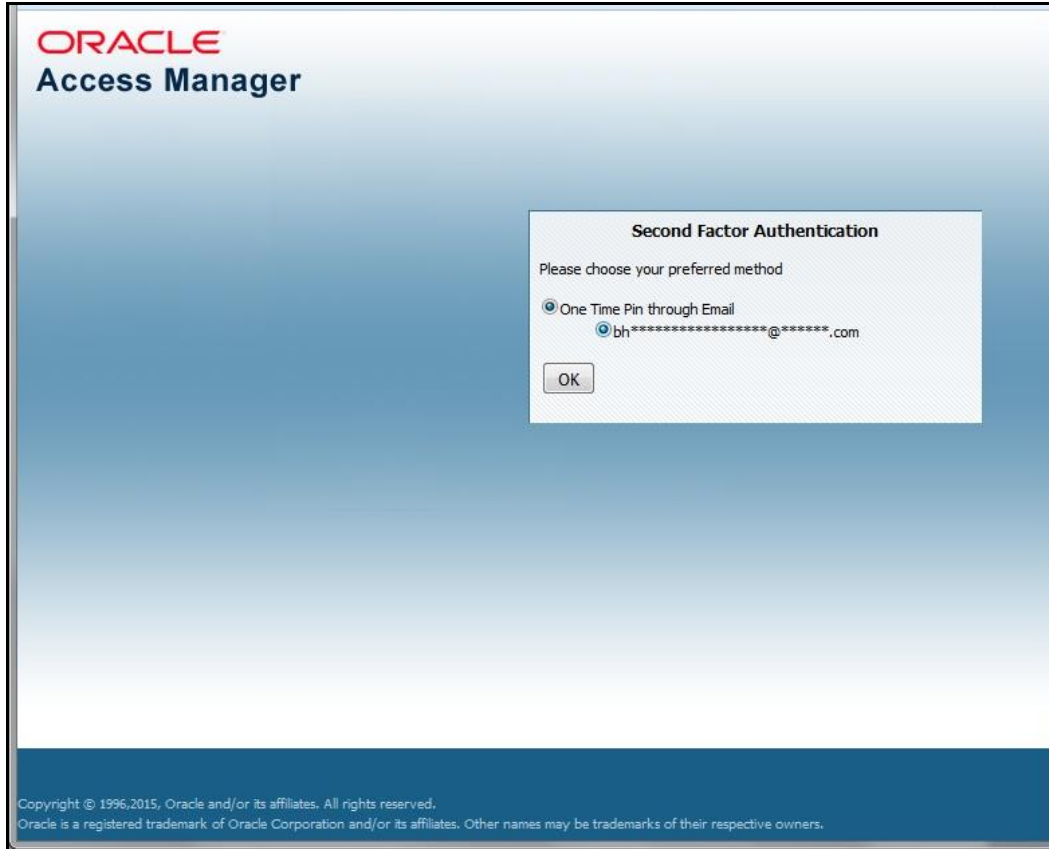 ORACLE
Access Manager
Second Factor Authentication
Please choose your preferred method
One Time Pin through Email
bh*****************@******.com
OK
Copyright © 1996,2015, Oracle and/or its affiliates. All rights reserved.
Oracle is a registered trademark of Oracle Corporation and/or its affiliates. Other names may be trademarks of their respective owners.